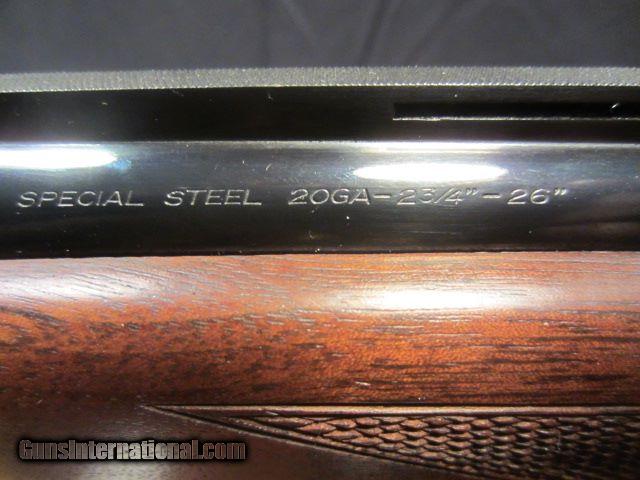 SPECIAL STEEL 20GA-2 3/4"-26"
GunsInternational.com